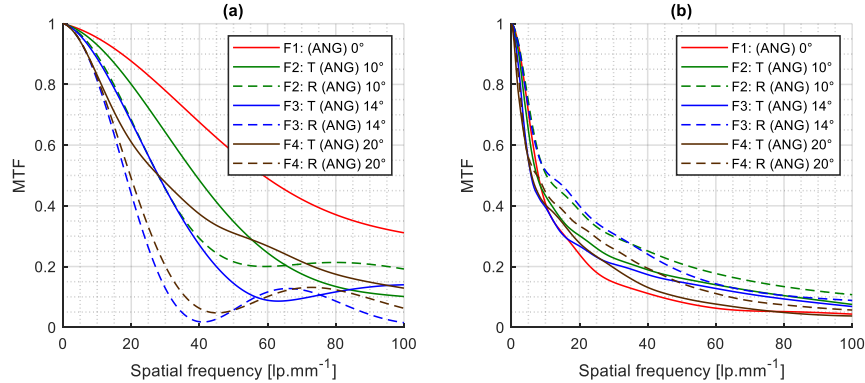 (a)
MTF
1
0.8
0.6
0.4
0.2
0
0
20
40
60
80
100
Spatial frequency [lp.mm⁻¹]
F1: (ANG) 0°
F2: T (ANG) 10°
F2: R (ANG) 10°
F3: T (ANG) 14°
F3: R (ANG) 14°
F4: T (ANG) 20°
F4: R (ANG) 20°
(b)
MTF
1
0.8
0.6
0.4
0.2
0
0
20
40
60
80
100
Spatial frequency [lp.mm⁻¹]
F1: (ANG) 0°
F2: T (ANG) 10°
F2: R (ANG) 10°
F3: T (ANG) 14°
F3: R (ANG) 14°
F4: T (ANG) 20°
F4: R (ANG) 20°